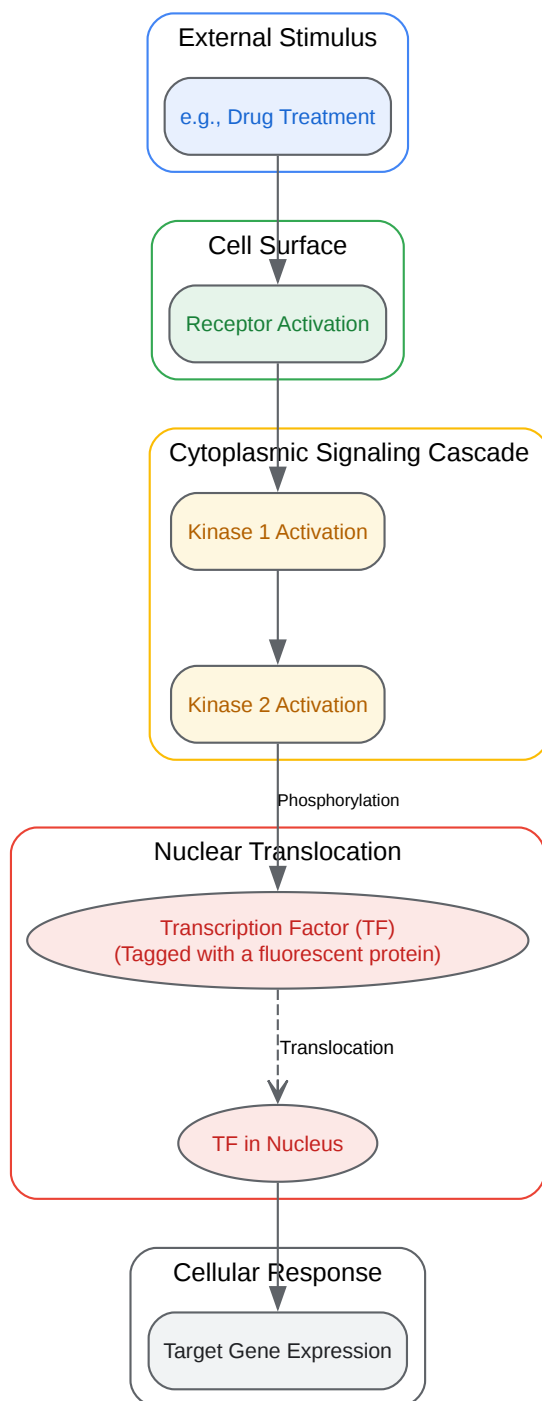 External Stimulus
e.g., Drug Treatment
Cell Surface
Receptor Activation
Cytoplasmic Signaling Cascade
Kinase 1 Activation
Kinase 2 Activation
Phosphorylation
Nuclear Translocation
Transcription Factor (TF)
(Tagged with a fluorescent protein)
Translocation
TF in Nucleus
Cellular Response
Target Gene Expression